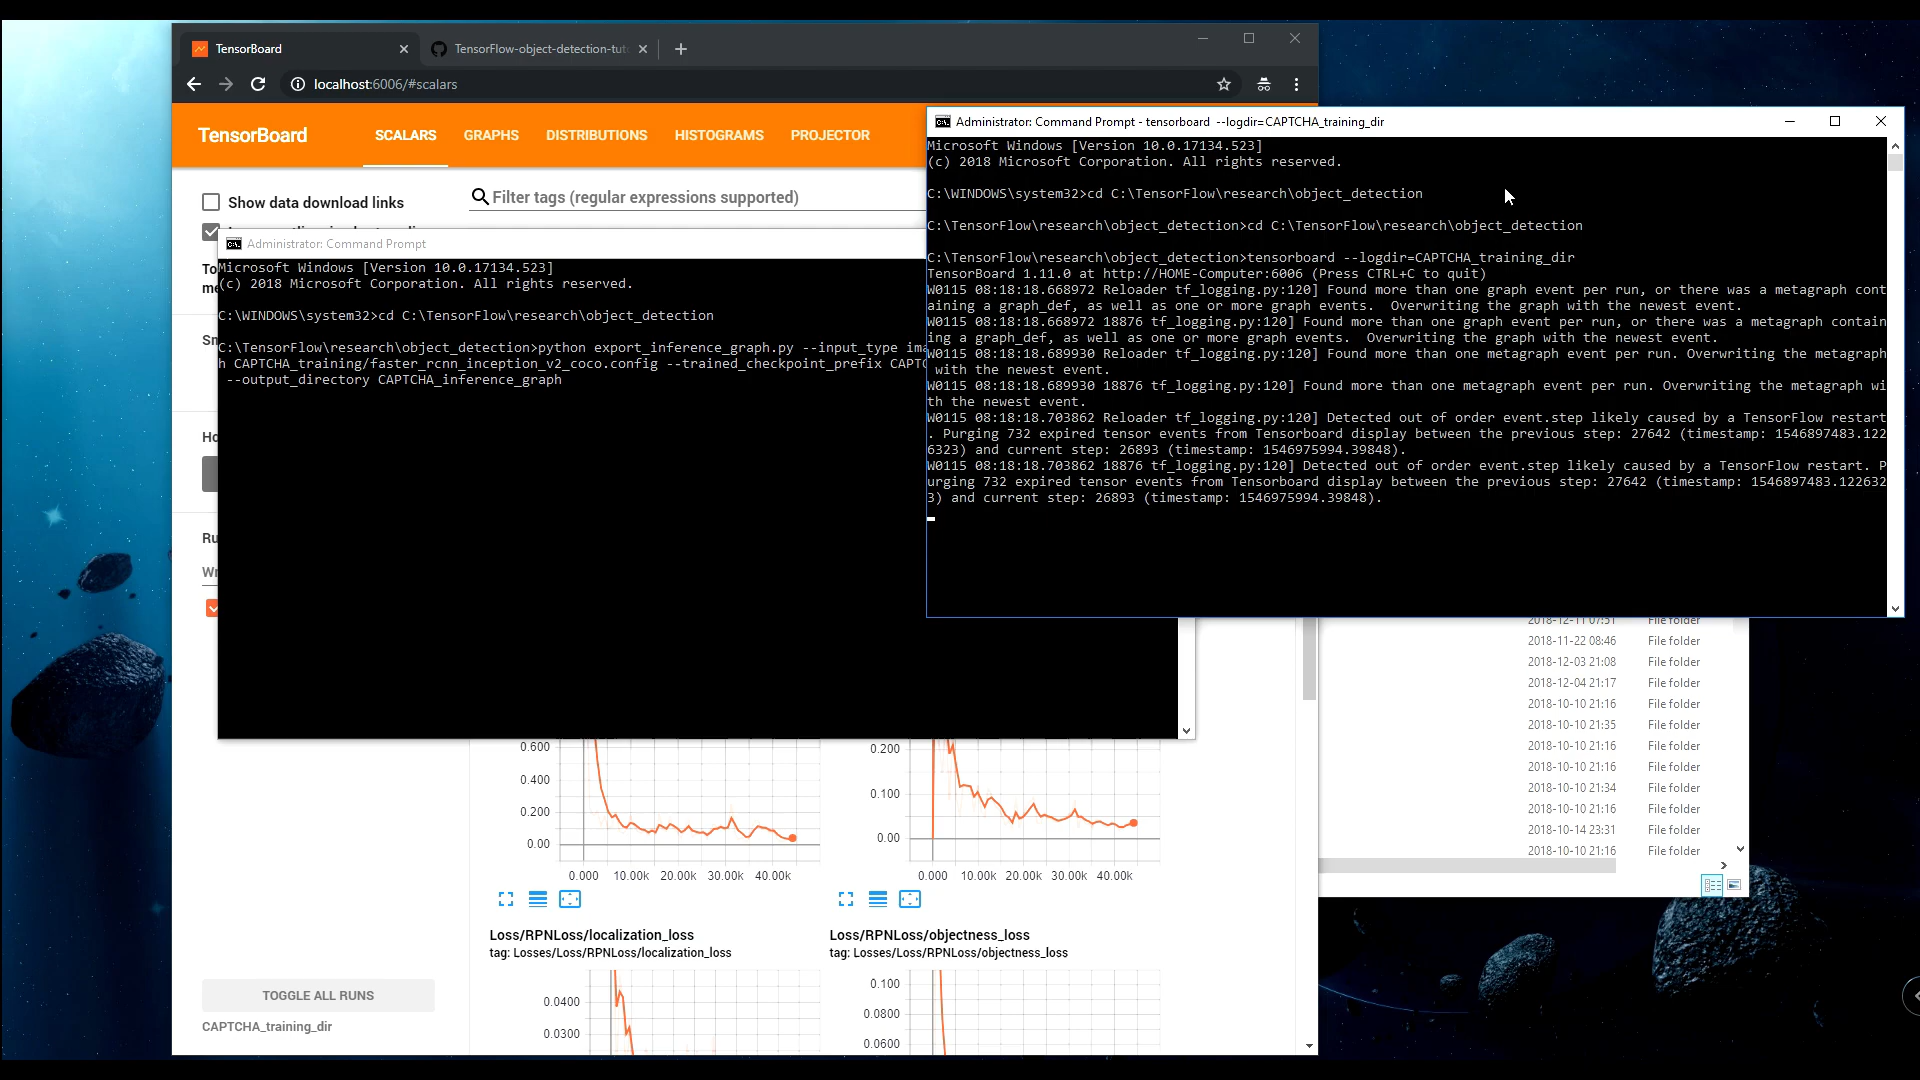 TensorBoard
TensorFlow-object-detection-tut
localhost:6006/#scalars
TensorBoard
SCALARS
GRAPHS
DISTRIBUTIONS
HISTOGRAMS
PROJECTOR
Show data download links
Filter tags (regular expressions supported)
Administrator: Command Prompt
Microsoft Windows [Version 10.0.17134.523]
(c) 2018 Microsoft Corporation. All rights reserved.
C:\WINDOWS\system32>cd C:\TensorFlow\research\object_detection
C:\TensorFlow\research\object_detection>python export_inference_graph.py --input_type ima
h CAPTCHA_training/faster_rcnn_inception_v2_coco.config --trained_checkpoint_prefix CAPTC
--output_directory CAPTCHA_inference_graph
Administrator: Command Prompt - tensorboard --logdir=CAPTCHA_training_dir
Microsoft Windows [Version 10.0.17134.523]
(c) 2018 Microsoft Corporation. All rights reserved.
C:\WINDOWS\system32>cd C:\TensorFlow\research\object_detection
C:\TensorFlow\research\object_detection>cd C:\TensorFlow\research\object_detection
C:\TensorFlow\research\object_detection>tensorboard --logdir=CAPTCHA_training_dir
TensorBoard 1.11.0 at http://HOME-Computer:6006 (Press CTRL+C to quit)
W0115 08:18:18.668972 Reloader tf_logging.py:120] Found more than one graph event per run, or there was a metagraph cont
aining a graph_def, as well as one or more graph events.  Overwriting the graph with the newest event.
W0115 08:18:18.668972 18876 tf_logging.py:120] Found more than one graph event per run, or there was a metagraph contain
ing a graph_def, as well as one or more graph events.  Overwriting the graph with the newest event.
W0115 08:18:18.689930 Reloader tf_logging.py:120] Found more than one metagraph event per run. Overwriting the metagraph
with the newest event.
W0115 08:18:18.689930 18876 tf_logging.py:120] Found more than one metagraph event per run. Overwriting the metagraph wi
th the newest event.
W0115 08:18:18.703862 Reloader tf_logging.py:120] Detected out of order event.step likely caused by a TensorFlow restart
. Purging 732 expired tensor events from Tensorboard display between the previous step: 27642 (timestamp: 1546897483.122
6323) and current step: 26893 (timestamp: 1546975994.39848).
W0115 08:18:18.703862 18876 tf_logging.py:120] Detected out of order event.step likely caused by a TensorFlow restart. P
urging 732 expired tensor events from Tensorboard display between the previous step: 27642 (timestamp: 1546897483.122632
3) and current step: 26893 (timestamp: 1546975994.39848).
2018-12-11 07:51 File folder
2018-11-22 08:46 File folder
2018-12-03 21:08 File folder
2018-12-04 21:17 File folder
2018-10-10 21:16 File folder
2018-10-10 21:35 File folder
2018-10-10 21:16 File folder
2018-10-10 21:16 File folder
2018-10-10 21:34 File folder
2018-10-10 21:16 File folder
2018-10-14 23:31 File folder
2018-10-10 21:16 File folder
0.600
0.400
0.200
0.00
0.000 10.00k 20.00k 30.00k 40.00k
0.200
0.100
0.00
0.000 10.00k 20.00k 30.00k 40.00k
Loss/RPNLoss/localization_loss
tag: Losses/Loss/RPNLoss/localization_loss
0.0400
0.0300
Loss/RPNLoss/objectness_loss
tag: Losses/Loss/RPNLoss/objectness_loss
0.100
0.0800
0.0600
TOGGLE ALL RUNS
CAPTCHA_training_dir